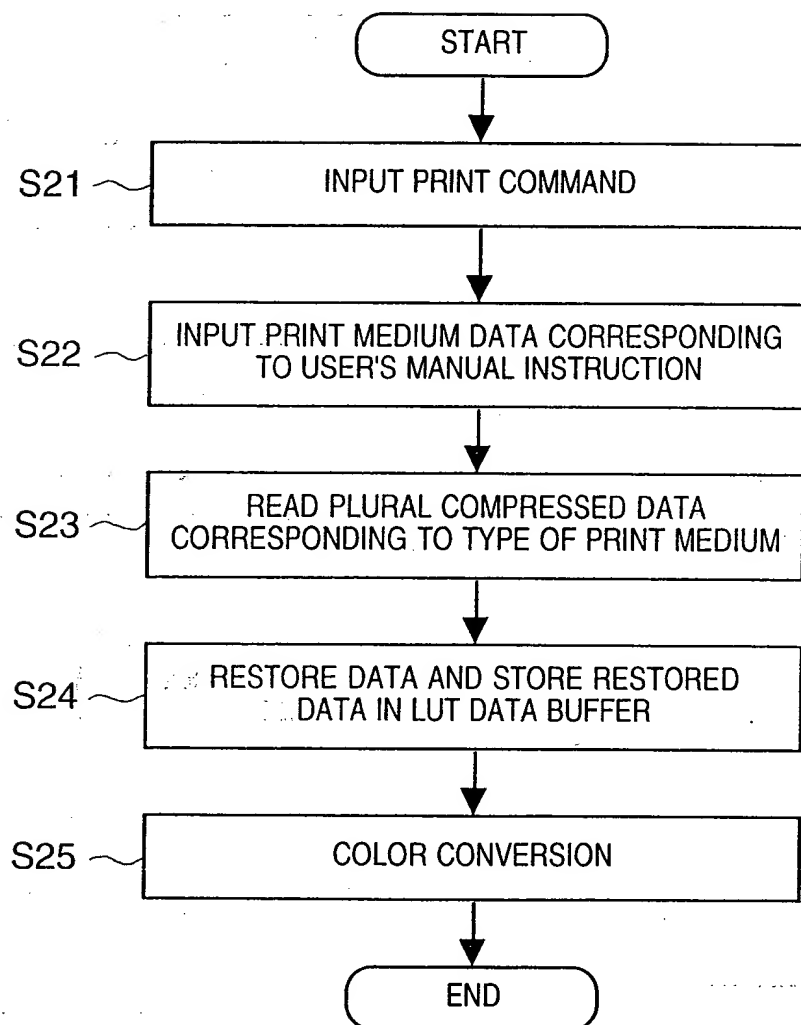 START
S21
INPUT PRINT COMMAND
S22
INPUT PRINT MEDIUM DATA CORRESPONDING
TO USER'S MANUAL INSTRUCTION
S23
READ PLURAL COMPRESSED DATA
CORRESPONDING TO TYPE OF PRINT MEDIUM
S24
RESTORE DATA AND STORE RESTORED
DATA IN LUT DATA BUFFER
S25
COLOR CONVERSION
END